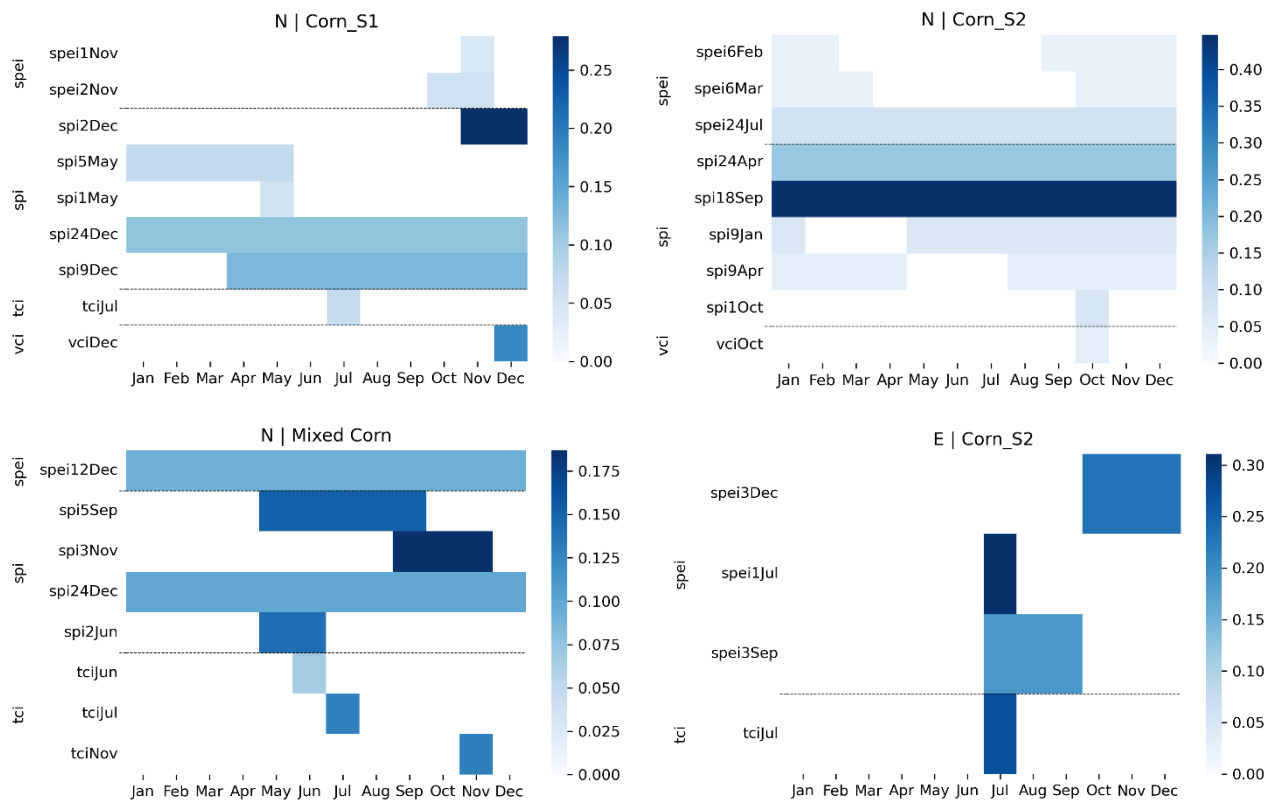 N | Corn_S1
spei
spei1Nov
spei2Nov
spi
spi2Dec
spi5May
spi1May
spi24Dec
spi9Dec
tci
tciJul
vci
vciDec
Jan Feb Mar Apr May Jun Jul Aug Sep Oct Nov Dec
0.25
0.20
0.15
0.10
0.05
0.00
N | Corn_S2
spei
spei6Feb
spei6Mar
spei24Jul
spi
spi24Apr
spi18Sep
spi9Jan
spi9Apr
spi1Oct
vci
vciOct
Jan Feb Mar Apr May Jun Jul Aug Sep Oct Nov Dec
0.40
0.35
0.30
0.25
0.20
0.15
0.10
0.05
0.00
N | Mixed Corn
spei
spei12Dec
spi
spi5Sep
spi3Nov
spi24Dec
spi2Jun
tci
tciJun
tciJul
tciNov
Jan Feb Mar Apr May Jun Jul Aug Sep Oct Nov Dec
0.175
0.150
0.125
0.100
0.075
0.050
0.025
0.000
E | Corn_S2
spei
spei3Dec
spei1Jul
spei3Sep
tci
tciJul
Jan Feb Mar Apr May Jun Jul Aug Sep Oct Nov Dec
0.30
0.25
0.20
0.15
0.10
0.05
0.00